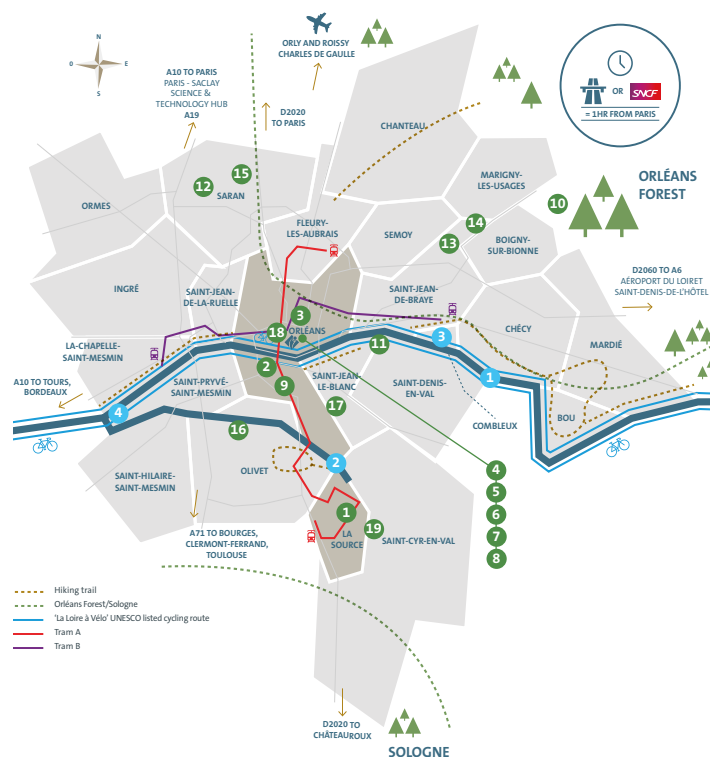 N
O
E
S
ORLY AND ROISSY
CHARLES DE GAULLE
A10 TO PARIS
PARIS - SACLAY
SCIENCE &
TECHNOLOGY HUB
A19
D2020
TO PARIS
OR SNCF
= 1HR FROM PARIS
CHANTEAU
MARIGNY-
LES-USAGES
ORLÉANS
FOREST
10
15
12
SARAN
ORMES
FLEURY-
LES-AUBRAIS
SEMOY
14
13
BOIGNY-
SUR-BIONNE
D2060 TO A6
AÉROPORT DU LOIRET
SAINT-DENIS-DE-L'HÔTEL
INGRÉ
SAINT-JEAN-
DE-LA-RUELLE
SAINT-JEAN-
DE-BRAYE
3
18
ORLÉANS
CHÉCY
MARDIÉ
LA-CHAPELLE-
SAINT-MESMIN
11
3
2
9
1
A10 TO TOURS,
BORDEAUX
SAINT-PRYVÉ-
SAINT-MESMIN
SAINT-JEAN-
LE-BLANC
SAINT-DENIS-
EN-VAL
4
17
BOU
COMBLEUX
16
OLIVET
2
4
5
6
7
8
SAINT-HILAIRE-
SAINT-MESMIN
1
LA
SOURCE
19
SAINT-CYR-EN-VAL
A71 TO BOURGES,
CLERMONT-FERRAND,
TOULOUSE
Hiking trail
Orléans Forest/Sologne
'La Loire à Vélo' UNESCO listed cycling route
Tram A
Tram B
D2020 TO
CHÂTEAUROUX
SOLOGNE